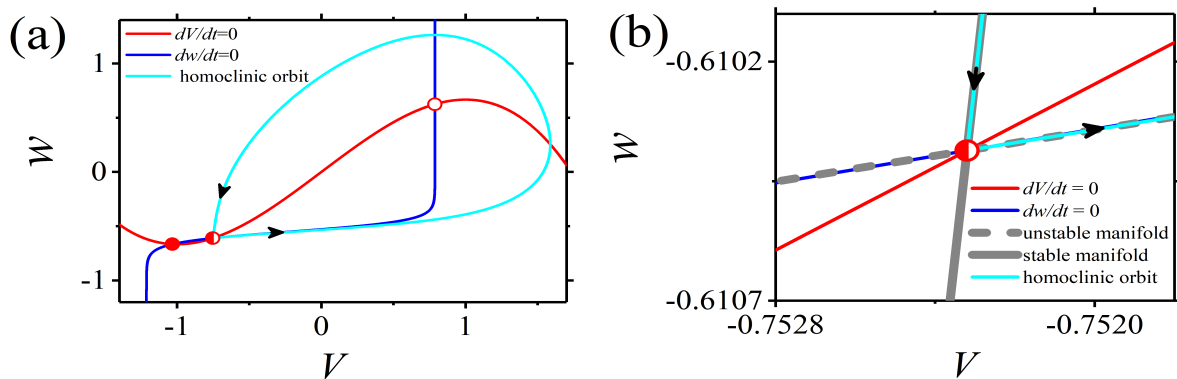 (a)
dV/dt=0
dw/dt=0
homoclinic orbit
1
0
-1
w
-1
0
1
V
(b)
-0.6102
-0.6107
w
dV/dt = 0
dw/dt = 0
unstable manifold
stable manifold
homoclinic orbit
-0.7528
-0.7520
V